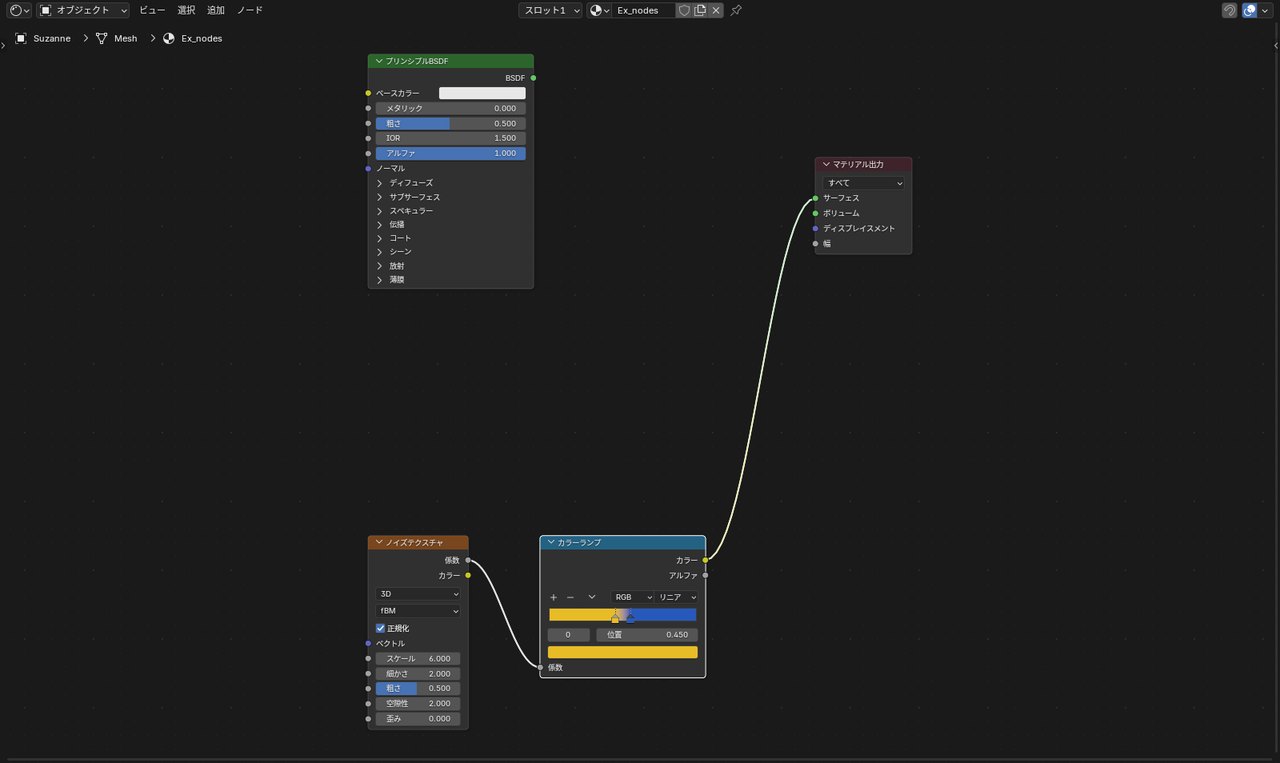 オブジェクト ビュー 選択 追加 ノード スロット1 Ex_nodes
Suzanne Mesh Ex_nodes
プリンシプルBSDF
BSDF
ベースカラー
メタリック 0.000
粗さ 0.500
IOR 1.500
アルファ 1.000
ノーマル
ディフューズ
サブサーフェス
スペキュラー
伝播
コート
シーン
放射
薄膜
マテリアル出力
すべて
サーフェス
ボリューム
ディスプレイスメント
幅
ノイズテクスチャ
係数
カラー
3D
fBM
正規化
ベクトル
スケール 6.000
細かさ 2.000
粗さ 0.500
空隙性 2.000
歪み 0.000
カラーランプ
カラー
アルファ
RGB リニア
0 位置 0.450
係数